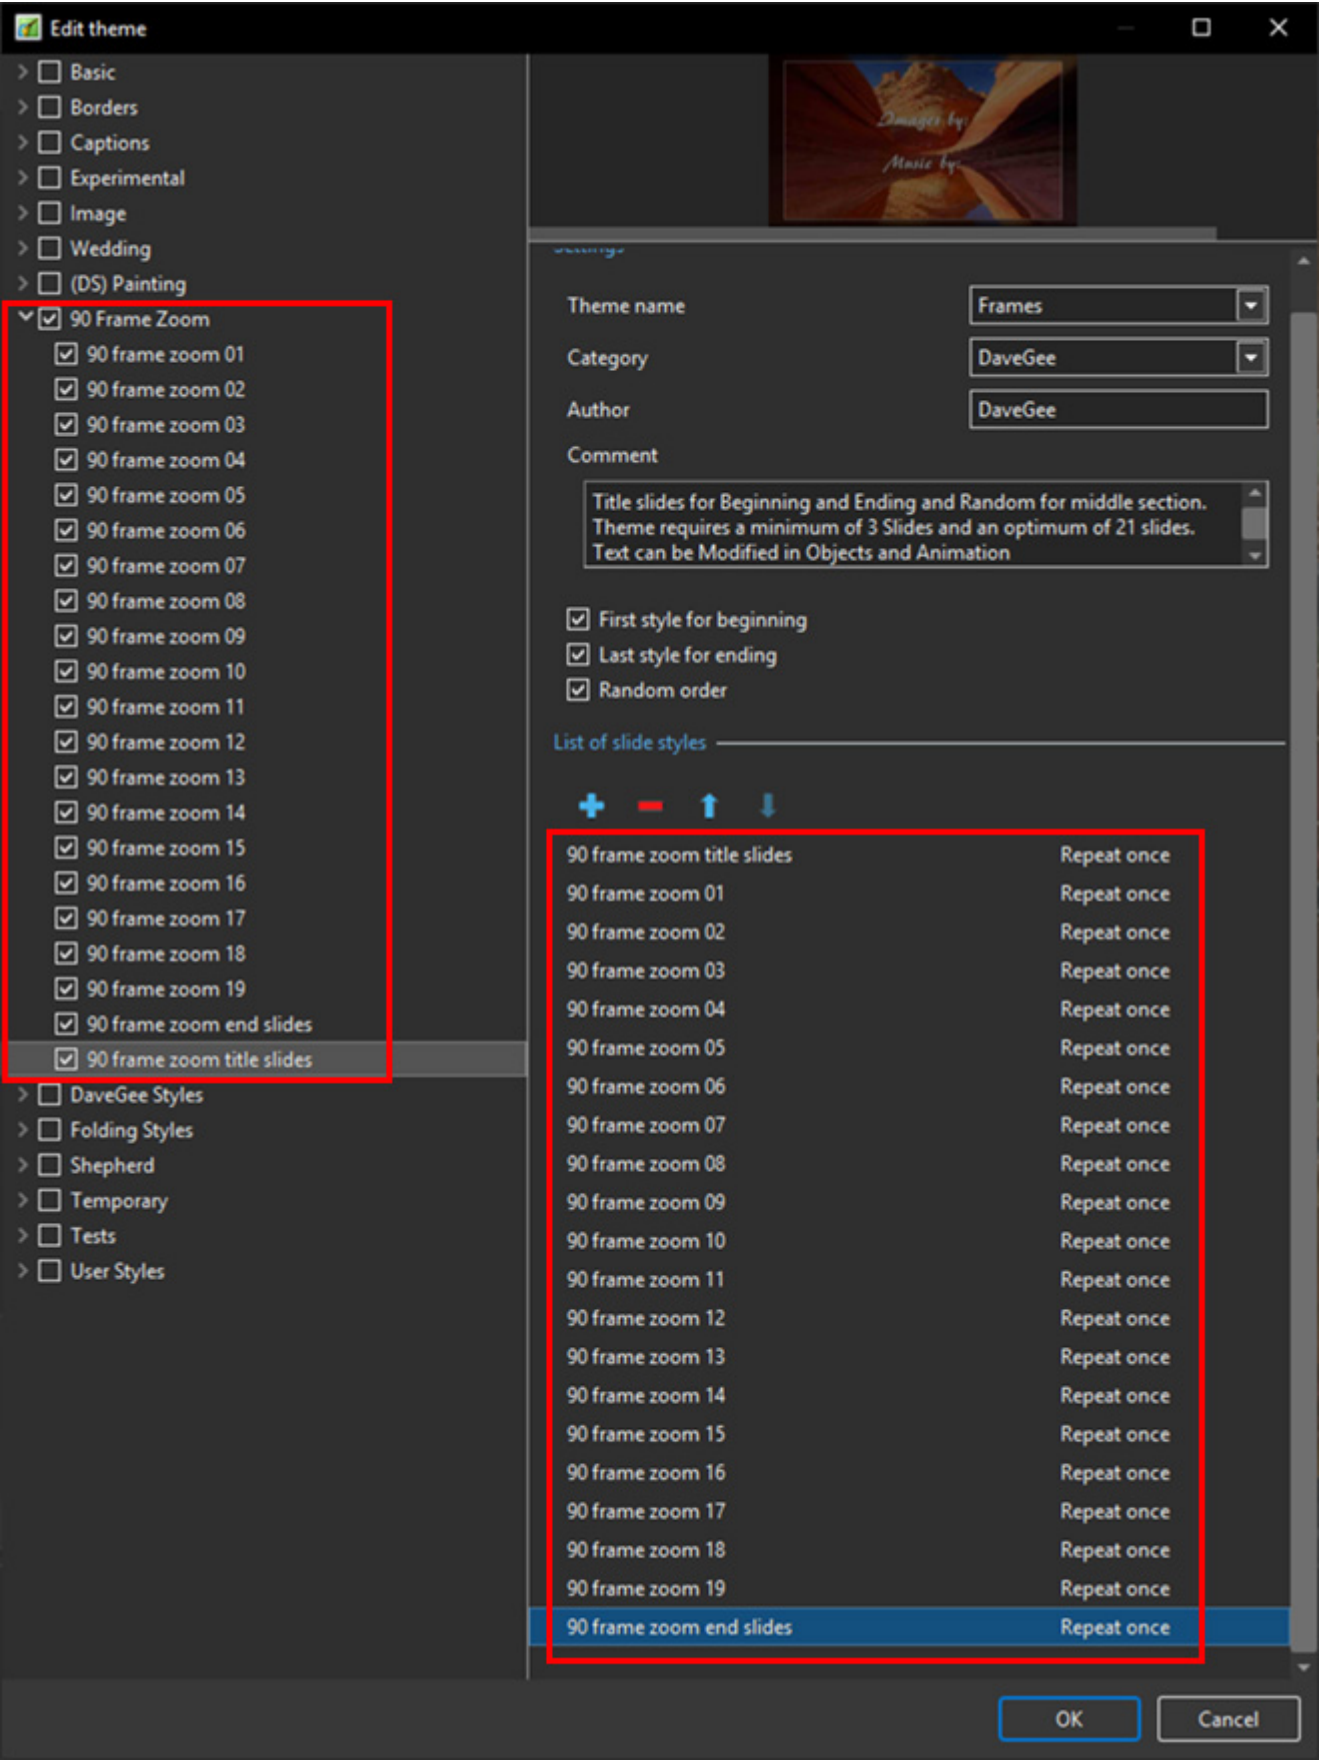 Edit theme
Basic
Borders
Captions
Experimental
Image
Wedding
(DS) Painting
90 Frame Zoom
90 frame zoom 01
90 frame zoom 02
90 frame zoom 03
90 frame zoom 04
90 frame zoom 05
90 frame zoom 06
90 frame zoom 07
90 frame zoom 08
90 frame zoom 09
90 frame zoom 10
90 frame zoom 11
90 frame zoom 12
90 frame zoom 13
90 frame zoom 14
90 frame zoom 15
90 frame zoom 16
90 frame zoom 17
90 frame zoom 18
90 frame zoom 19
90 frame zoom end slides
90 frame zoom title slides
DaveGee Styles
Folding Styles
Shepherd
Temporary
Tests
User Styles
Images by:
Music by:
Settings
Theme name Frames
Category DaveGee
Author DaveGee
Comment
Title slides for Beginning and Ending and Random for middle section.
Theme requires a minimum of 3 Slides and an optimum of 21 slides.
Text can be Modified in Objects and Animation
First style for beginning
Last style for ending
Random order
List of slide styles
90 frame zoom title slides Repeat once
90 frame zoom 01 Repeat once
90 frame zoom 02 Repeat once
90 frame zoom 03 Repeat once
90 frame zoom 04 Repeat once
90 frame zoom 05 Repeat once
90 frame zoom 06 Repeat once
90 frame zoom 07 Repeat once
90 frame zoom 08 Repeat once
90 frame zoom 09 Repeat once
90 frame zoom 10 Repeat once
90 frame zoom 11 Repeat once
90 frame zoom 12 Repeat once
90 frame zoom 13 Repeat once
90 frame zoom 14 Repeat once
90 frame zoom 15 Repeat once
90 frame zoom 16 Repeat once
90 frame zoom 17 Repeat once
90 frame zoom 18 Repeat once
90 frame zoom 19 Repeat once
90 frame zoom end slides Repeat once
OK Cancel